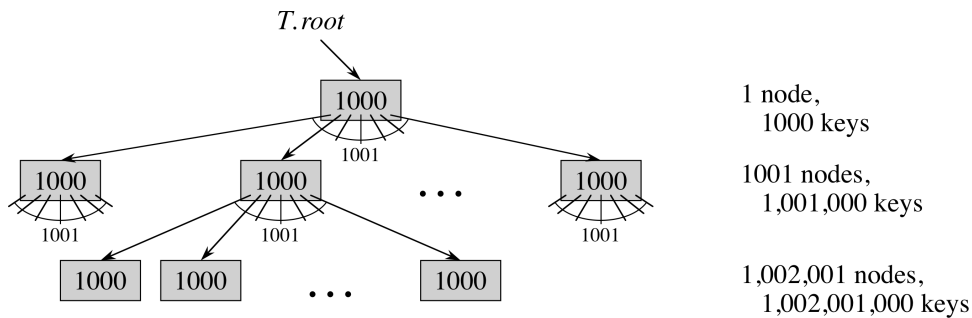 T.root
1000
1 node,
1000 keys
1001
1000 1000 ... 1000
1001 nodes,
1,001,000 keys
1001 1001 1001
1000 1000 ... 1000
1,002,001 nodes,
1,002,001,000 keys